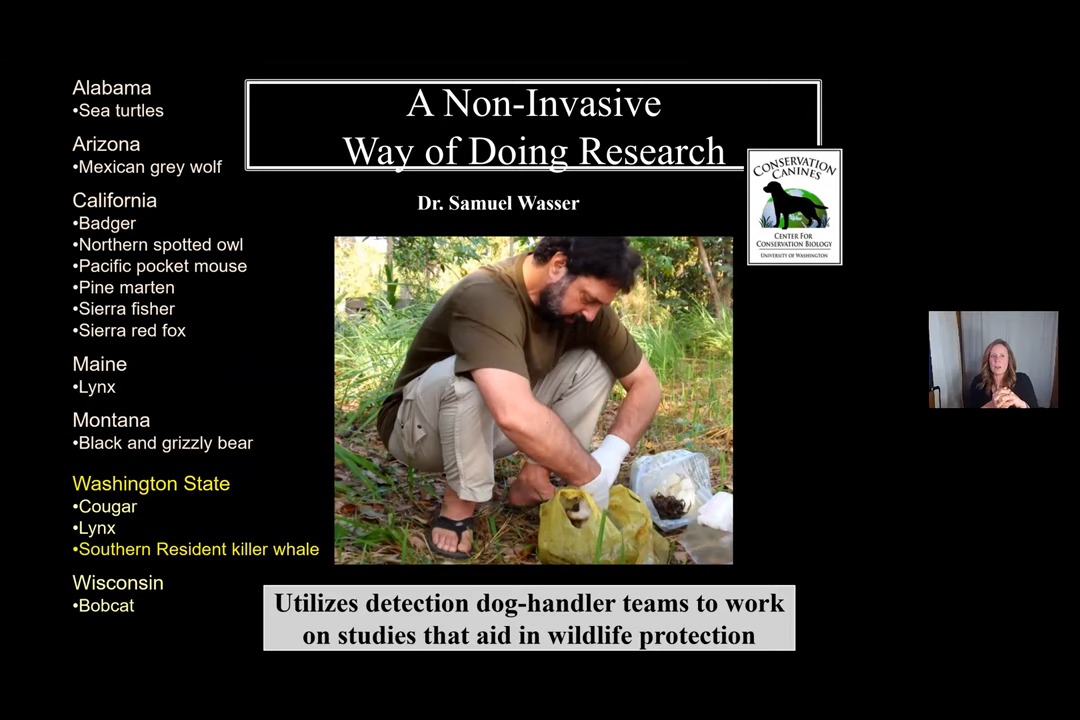 A Non-Invasive
Way of Doing Research
Dr. Samuel Wasser
CONSERVATION
CANINES
CENTER FOR
CONSERVATION BIOLOGY
UNIVERSITY OF WASHINGTON
Alabama
•Sea turtles
Arizona
•Mexican grey wolf
California
•Badger
•Northern spotted owl
•Pacific pocket mouse
•Pine marten
•Sierra fisher
•Sierra red fox
Maine
•Lynx
Montana
•Black and grizzly bear
Washington State
•Cougar
•Lynx
•Southern Resident killer whale
Wisconsin
•Bobcat
Utilizes detection dog-handler teams to work
on studies that aid in wildlife protection